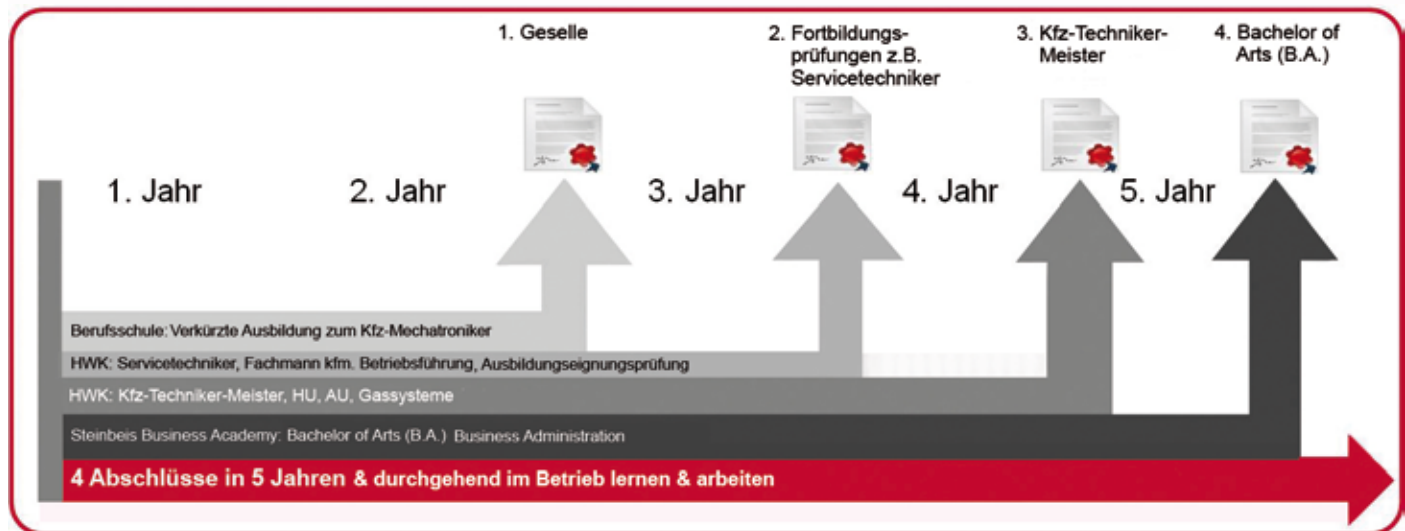 1. Geselle
2. Fortbildungs-
prüfungen z.B.
Servicetechniker
3. Kfz-Techniker-
Meister
4. Bachelor of
Arts (B.A.)
1. Jahr
2. Jahr
3. Jahr
4. Jahr
5. Jahr
Berufsschule: Verkürzte Ausbildung zum Kfz-Mechatroniker
HWK: Servicetechniker, Fachmann kfm. Betriebsführung, Ausbildungseignungsprüfung
HWK: Kfz-Techniker-Meister, HU, AU, Gassysteme
Steinbeis Business Academy: Bachelor of Arts (B.A.) Business Administration
4 Abschlüsse in 5 Jahren & durchgehend im Betrieb lernen & arbeiten